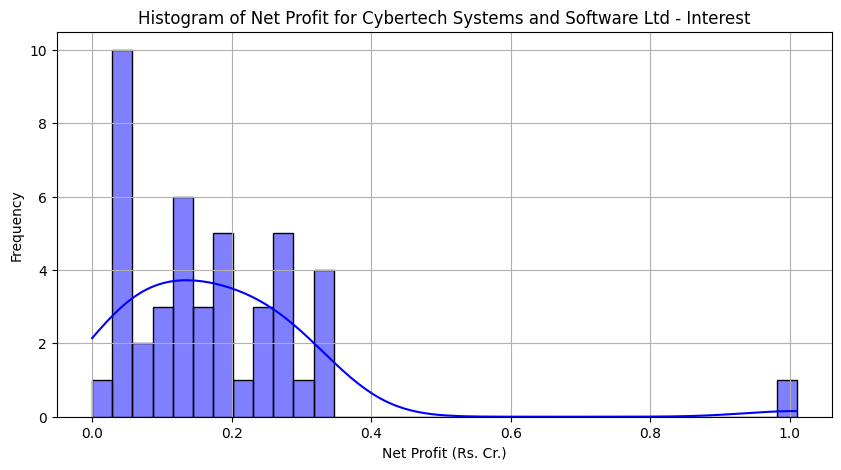 Histogram of Net Profit for Cybertech Systems and Software Ltd - Interest
10
8
6
4
2
0
Frequency
0.0 0.2 0.4 0.6 0.8 1.0
Net Profit (Rs. Cr.)